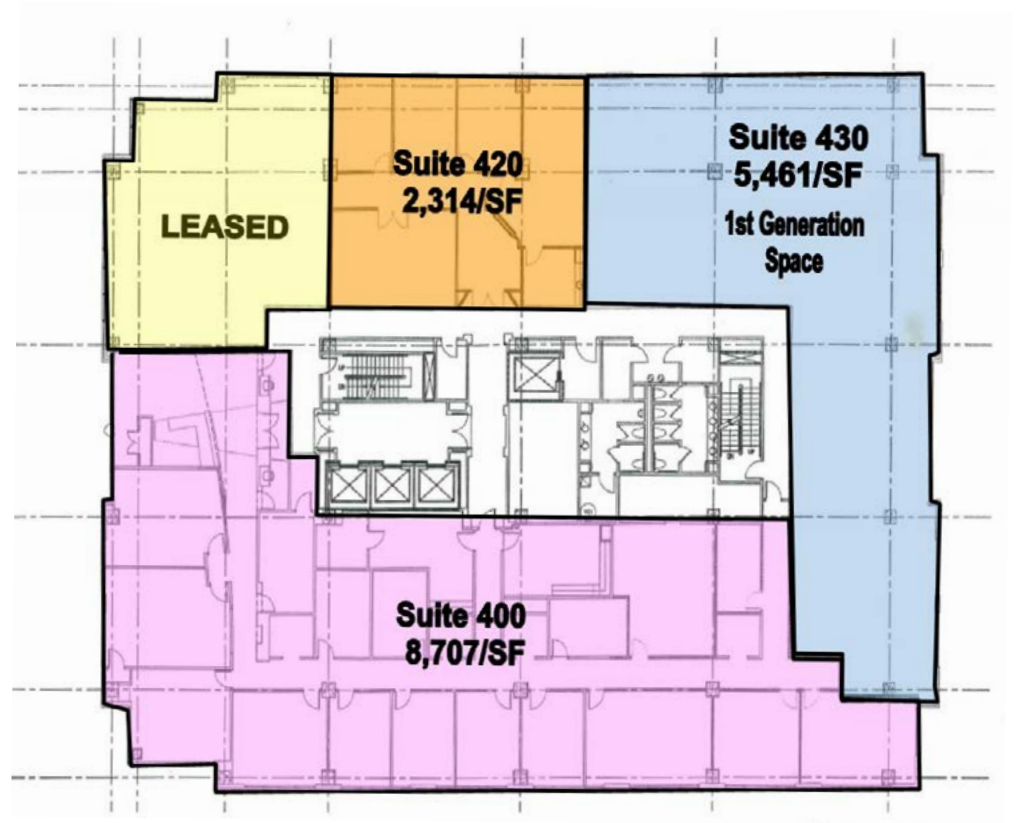 LEASED
Suite 420
2,314/SF
Suite 430
5,461/SF
1st Generation
Space
Suite 400
8,707/SF